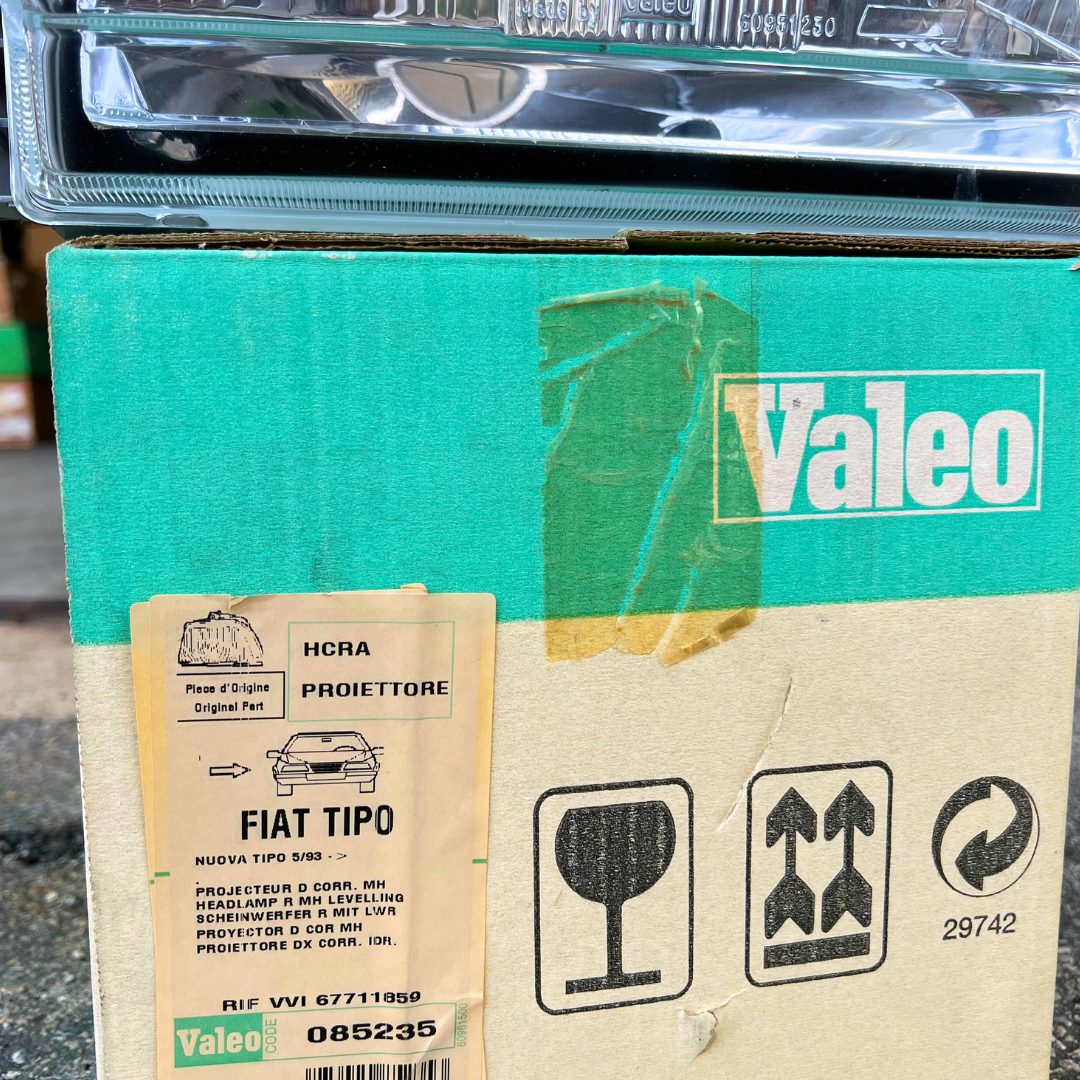 Made by Valeo 60951230
Valeo
HCRA
PROIETTORE
Piece d'Origine
Original Part
FIAT TIPO
NUOVA TIPO 5/93 ->
PROJECTEUR D CORR. MH
HEADLAMP R MH LEVELLING
SCHEINWERFER R MIT LWR
PROYECTOR D COR MH
PROIETTORE DX CORR. IDR.
RIF VVI 67711859
Valeo CODE 085235
29742